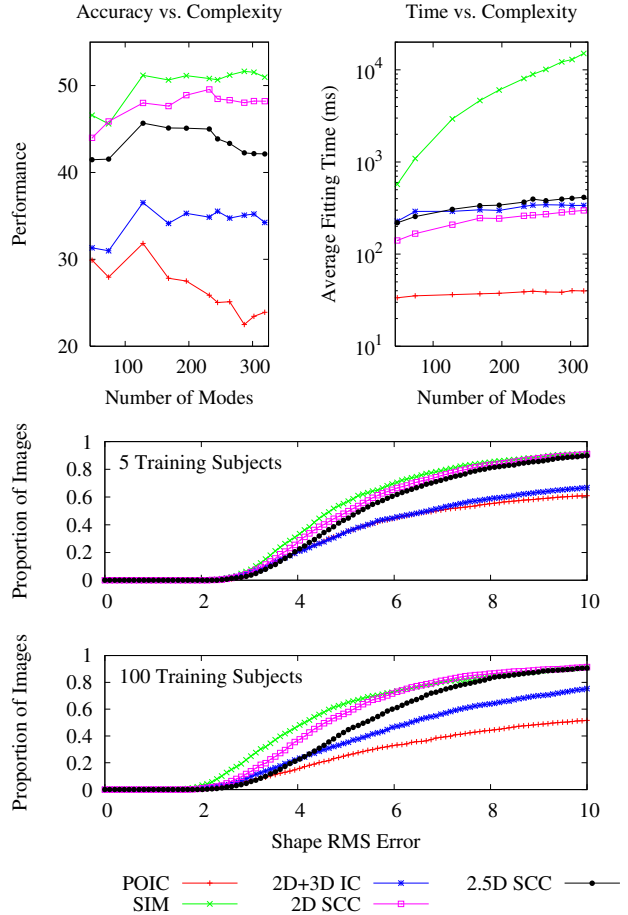 Accuracy vs. Complexity
Time vs. Complexity
Performance
50
40
30
20
100 200 300
Number of Modes
Average Fitting Time (ms)
10^4
10^3
10^2
10^1
100 200 300
Number of Modes
Proportion of Images
1
0.8
0.6
0.4
0.2
0
5 Training Subjects
0 2 4 6 8 10
Proportion of Images
1
0.8
0.6
0.4
0.2
0
100 Training Subjects
0 2 4 6 8 10
Shape RMS Error
POIC 2D+3D IC 2.5D SCC
SIM 2D SCC